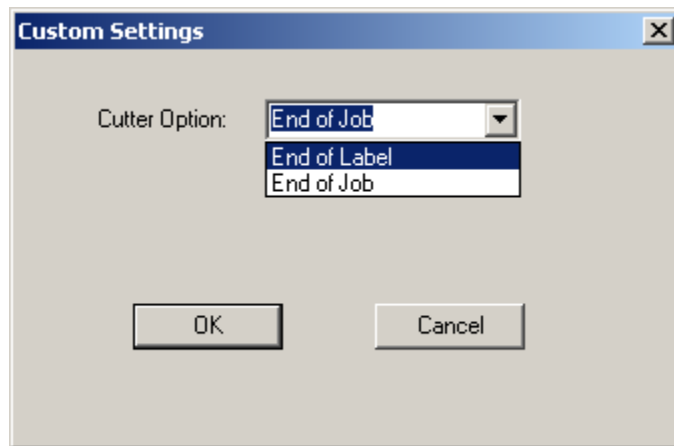 Custom Settings
Cutter Option: End of Job
End of Label
End of Job
OK Cancel